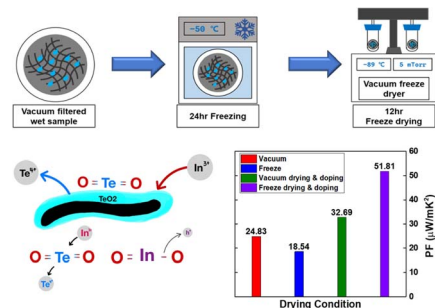 -50 ℃
-89 ℃ 5 mTorr
Vacuum freeze
dryer
Vacuum filtered
wet sample
24hr Freezing
12hr
Freeze drying
Te⁴⁺
O = Te = O
In³⁺
TeO2
In³⁺
O = Te = O
O = In - O
h⁺
Te⁴⁺
Vacuum
Freeze
Vacuum drying & doping
Freeze drying & doping
24.83
18.54
32.69
51.81
60
50
40
30
20
10
0
PF (μW/mK²)
Drying Condition